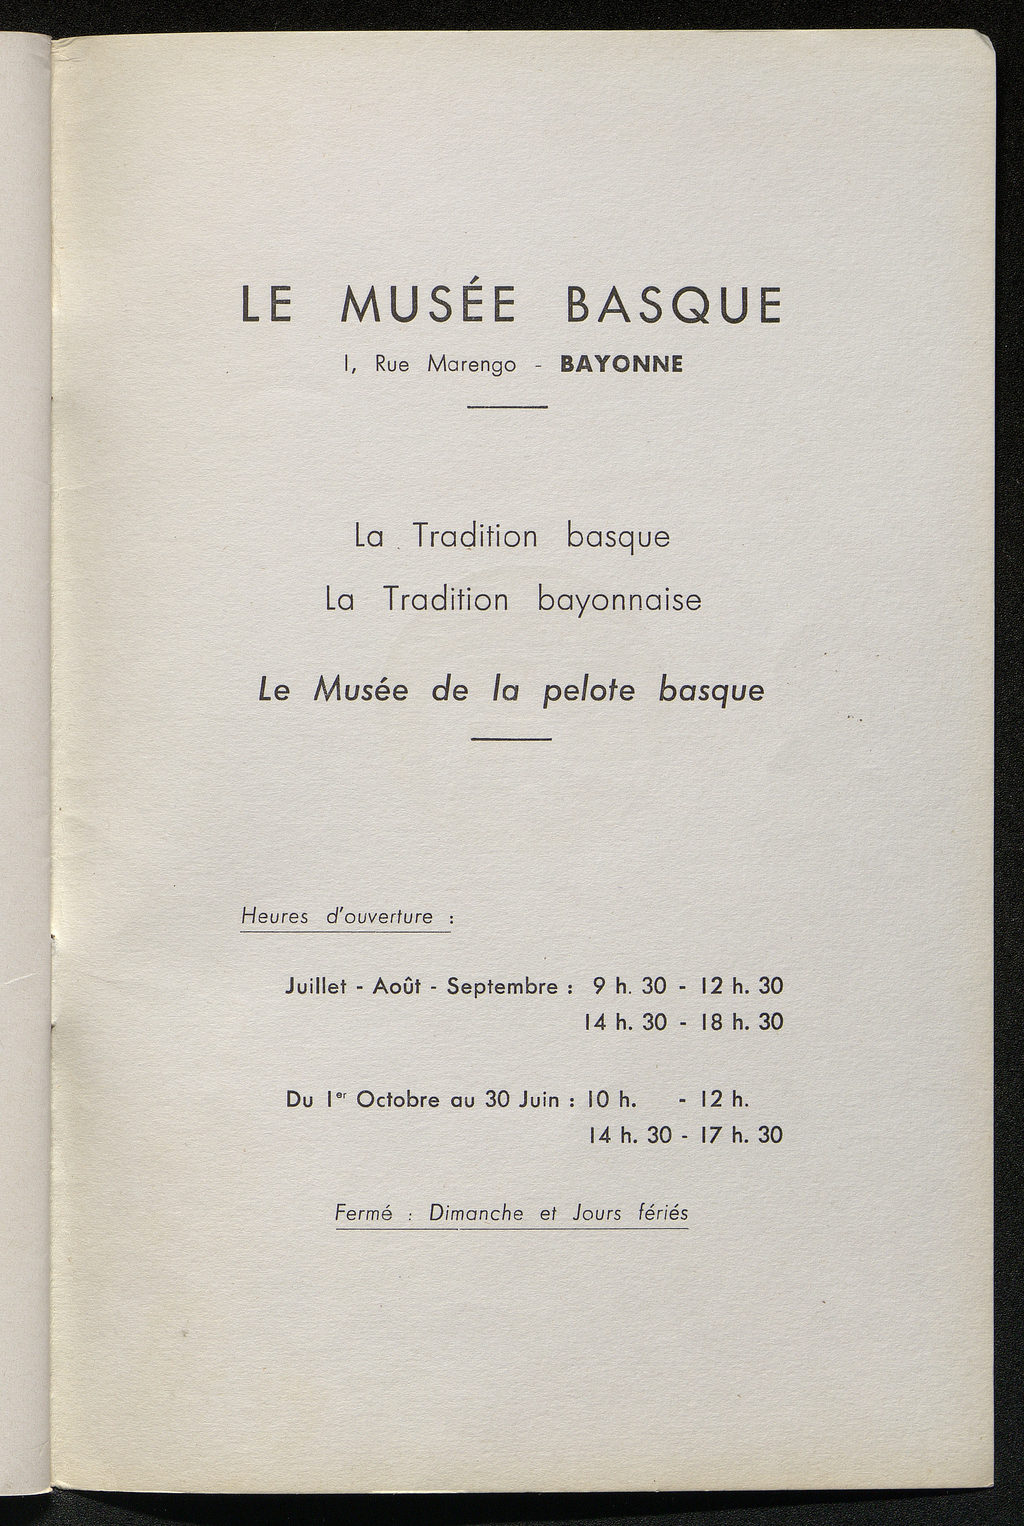 LE MUSÉE BASQUE
1, Rue Marengo - BAYONNE
La Tradition basque
La Tradition bayonnaise
Le Musée de la pelote basque
Heures d'ouverture :
Juillet - Août - Septembre : 9 h. 30 - 12 h. 30
14 h. 30 - 18 h. 30
Du 1er Octobre au 30 Juin : 10 h. - 12 h.
14 h. 30 - 17 h. 30
Fermé : Dimanche et Jours fériés